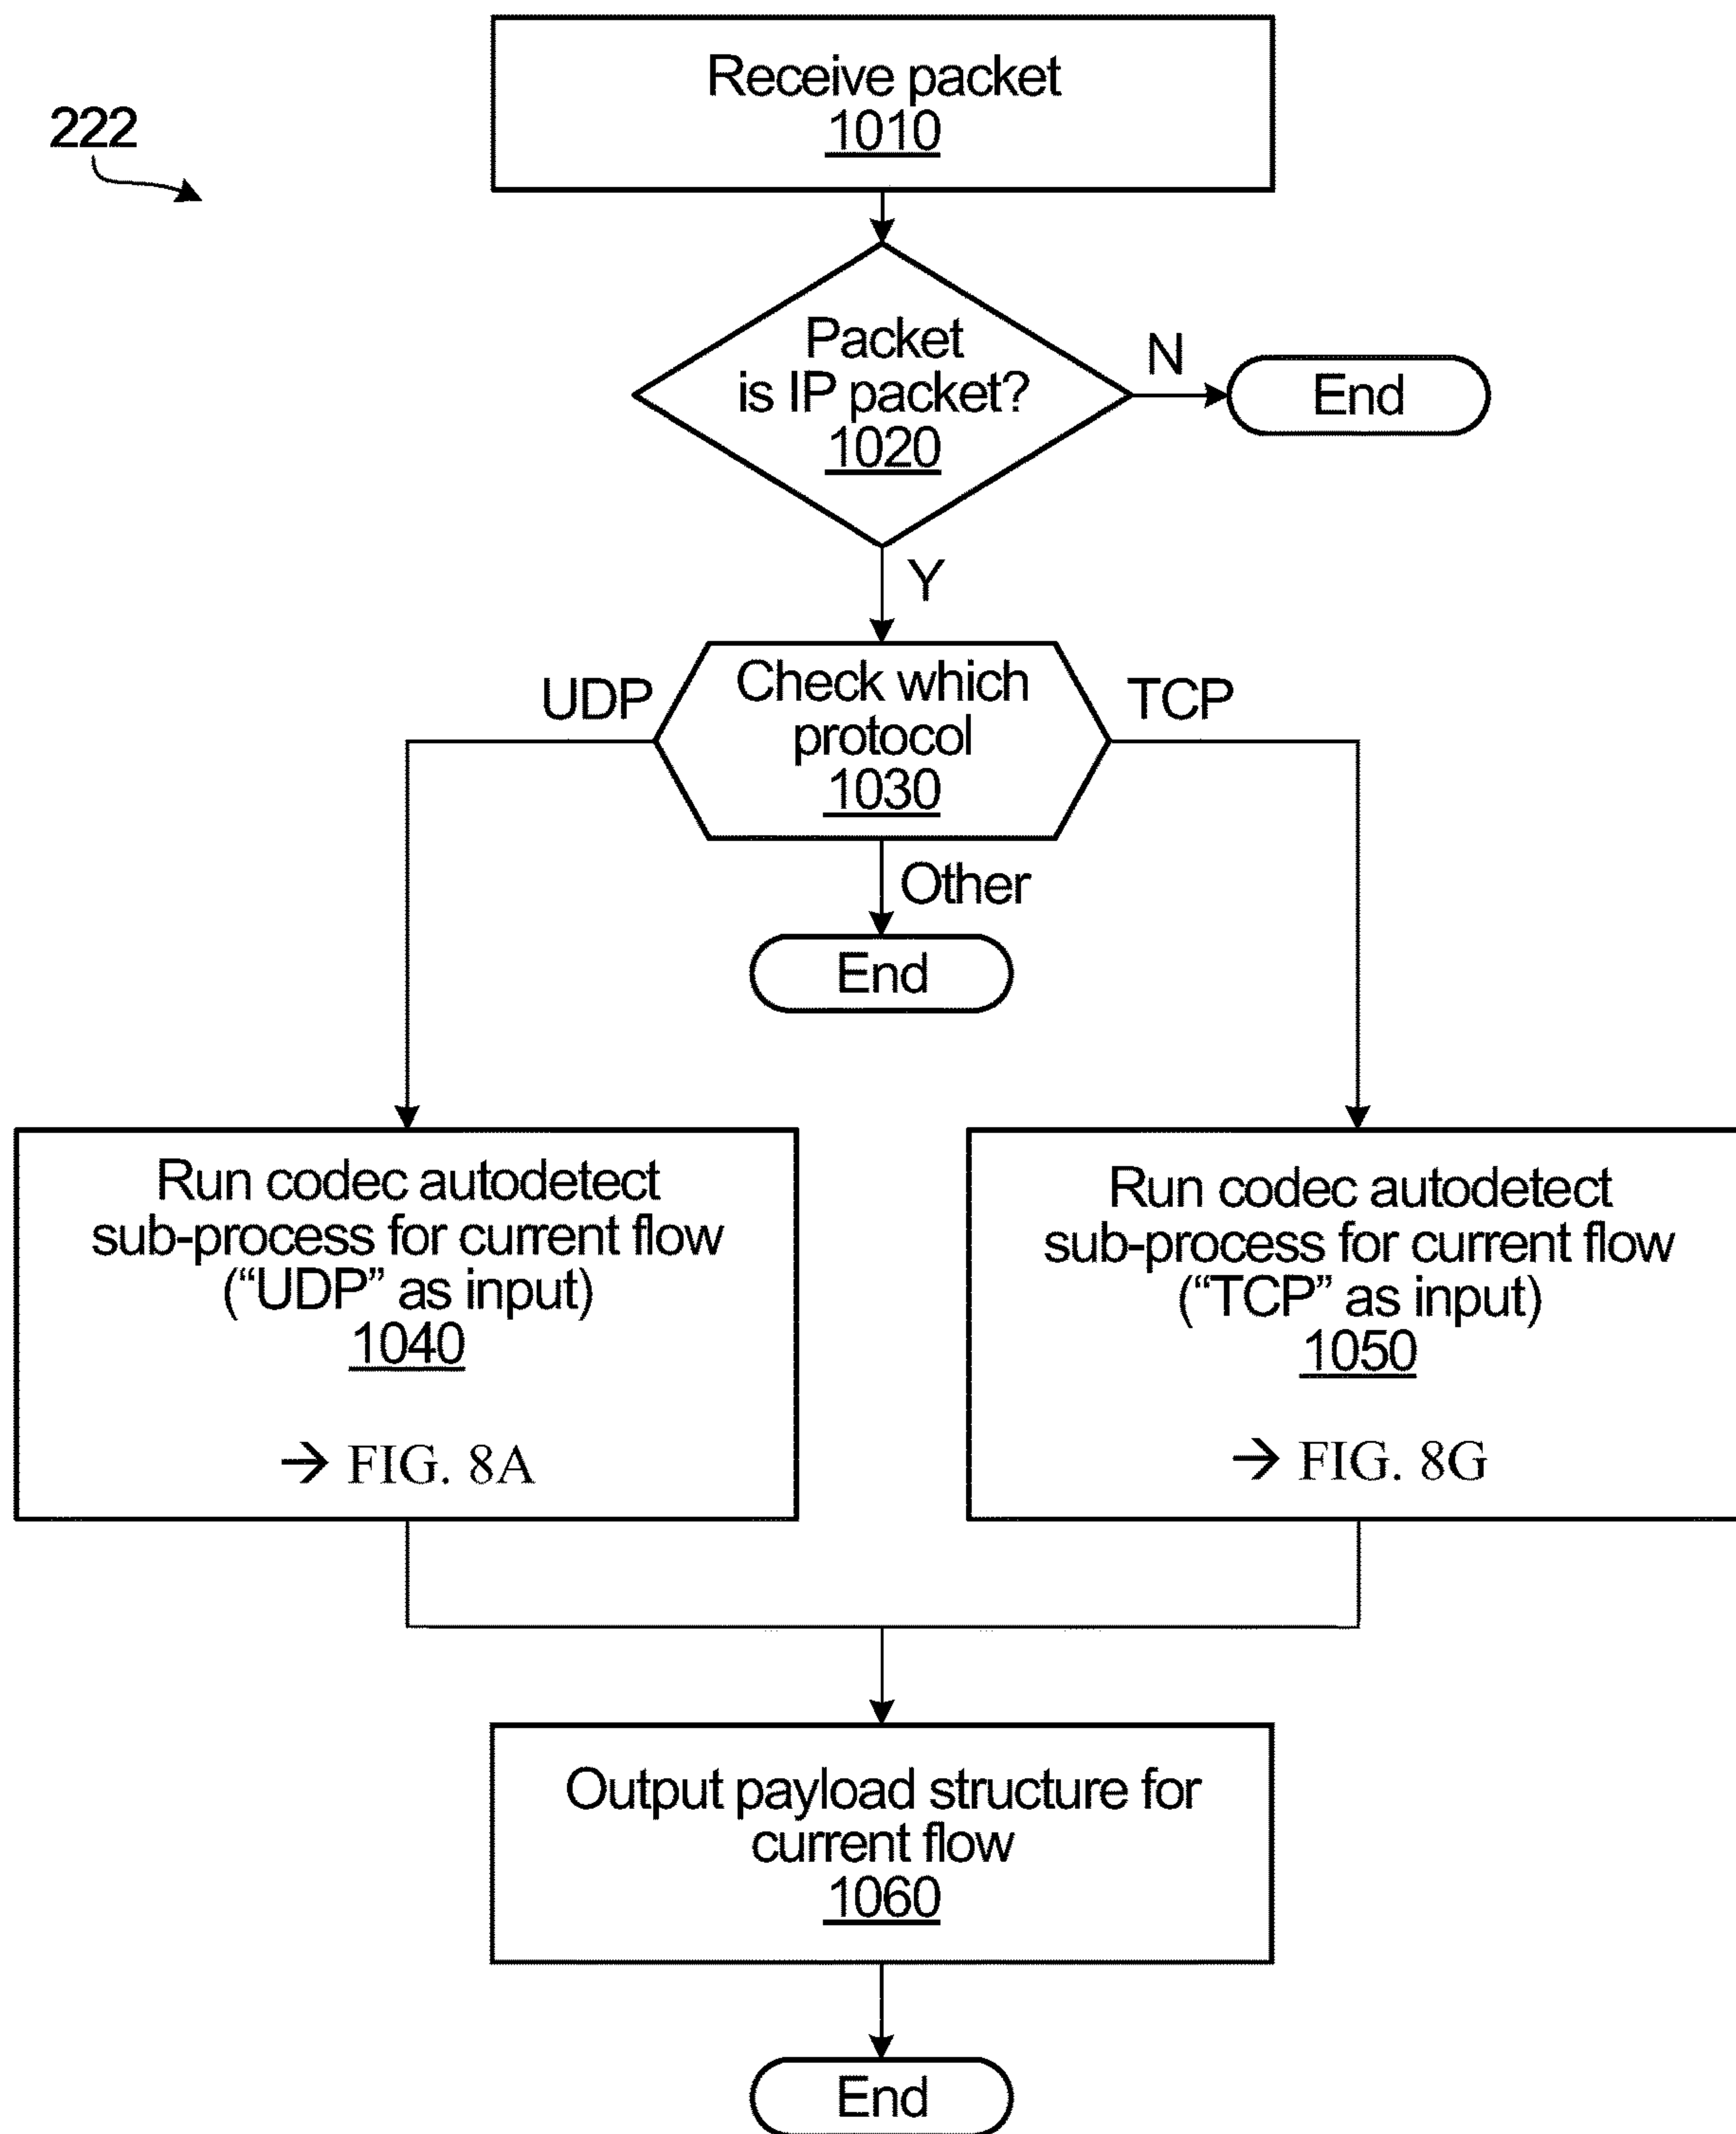 222
Receive packet
1010
Packet
is IP packet?
1020
N
End
Y
UDP
Check which
protocol
1030
TCP
Other
End
Run codec autodetect
sub-process for current flow
(“UDP” as input)
1040
→ FIG. 8A
Run codec autodetect
sub-process for current flow
(“TCP” as input)
1050
→ FIG. 8G
Output payload structure for
current flow
1060
End